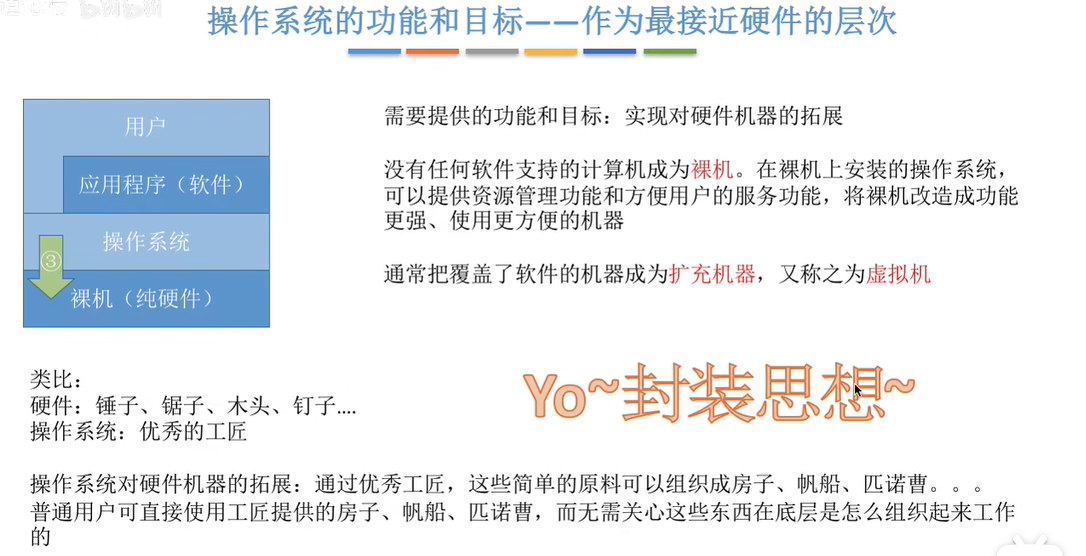 操作系统的功能和目标——作为最接近硬件的层次
用户
应用程序（软件）
操作系统
③
裸机（纯硬件）
需要提供的功能和目标：实现对硬件机器的拓展
没有任何软件支持的计算机成为裸机。在裸机上安装的操作系统，
可以提供资源管理功能和方便用户的服务功能，将裸机改造成功能
更强、使用更方便的机器
通常把覆盖了软件的机器成为扩充机器，又称之为虚拟机
类比：
硬件：锤子、锯子、木头、钉子....
操作系统：优秀的工匠
Yo~封装思想~
操作系统对硬件机器的拓展：通过优秀工匠，这些简单的原料可以组织成房子、帆船、匹诺曹。。。
普通用户可直接使用工匠提供的房子、帆船、匹诺曹，而无需关心这些东西在底层是怎么组织起来工作
的